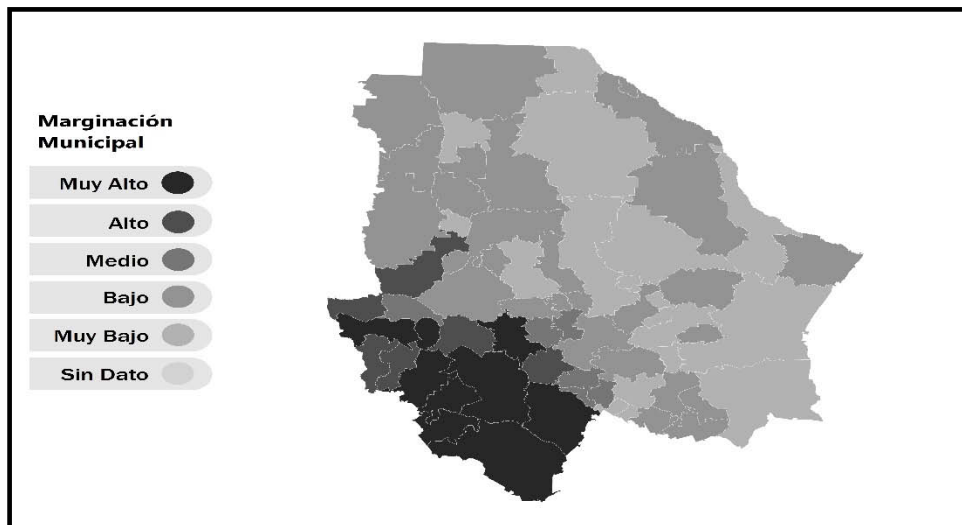 Marginación
Municipal
Muy Alto
Alto
Medio
Bajo
Muy Bajo
Sin Dato